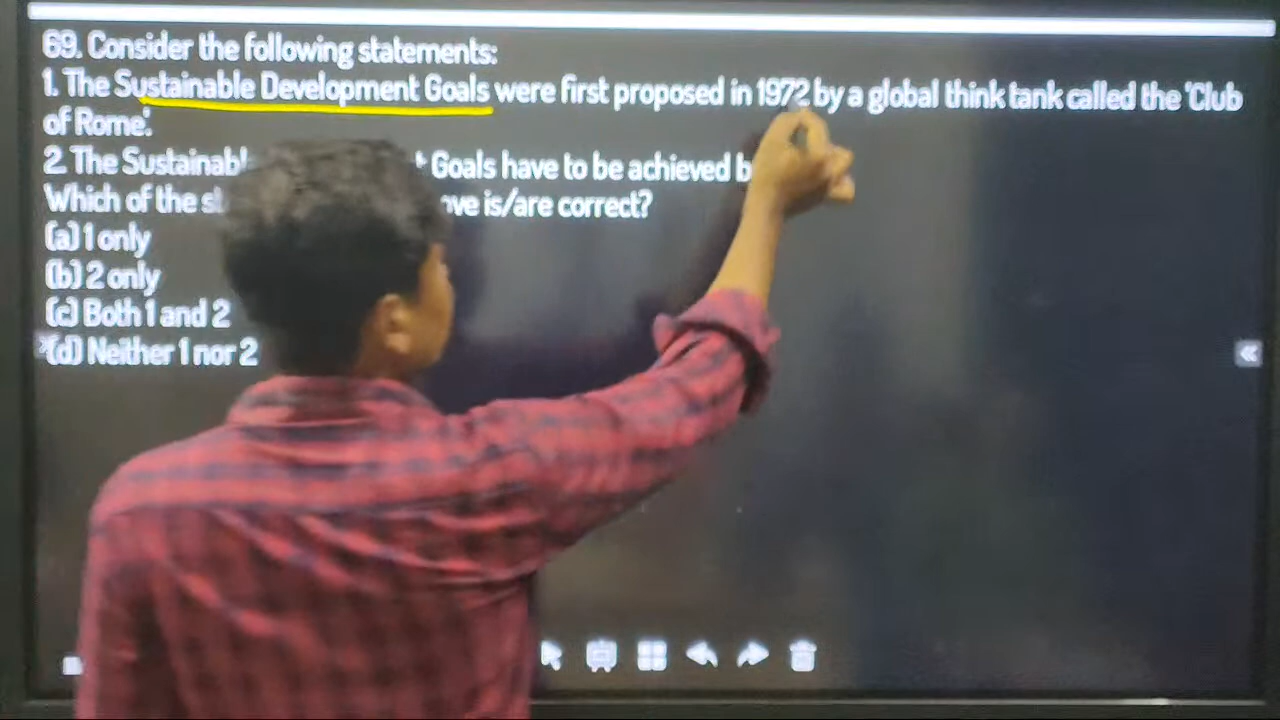 69. Consider the following statements:
1. The Sustainable Development Goals were first proposed in 1972 by a global think tank called the 'Club
of Rome'.
2. The Goals have to be achieved
Which of the is/are correct?
(a) 1 only
(b) 2 only
(c) Both 1 and 2
(d) Neither 1 nor 2